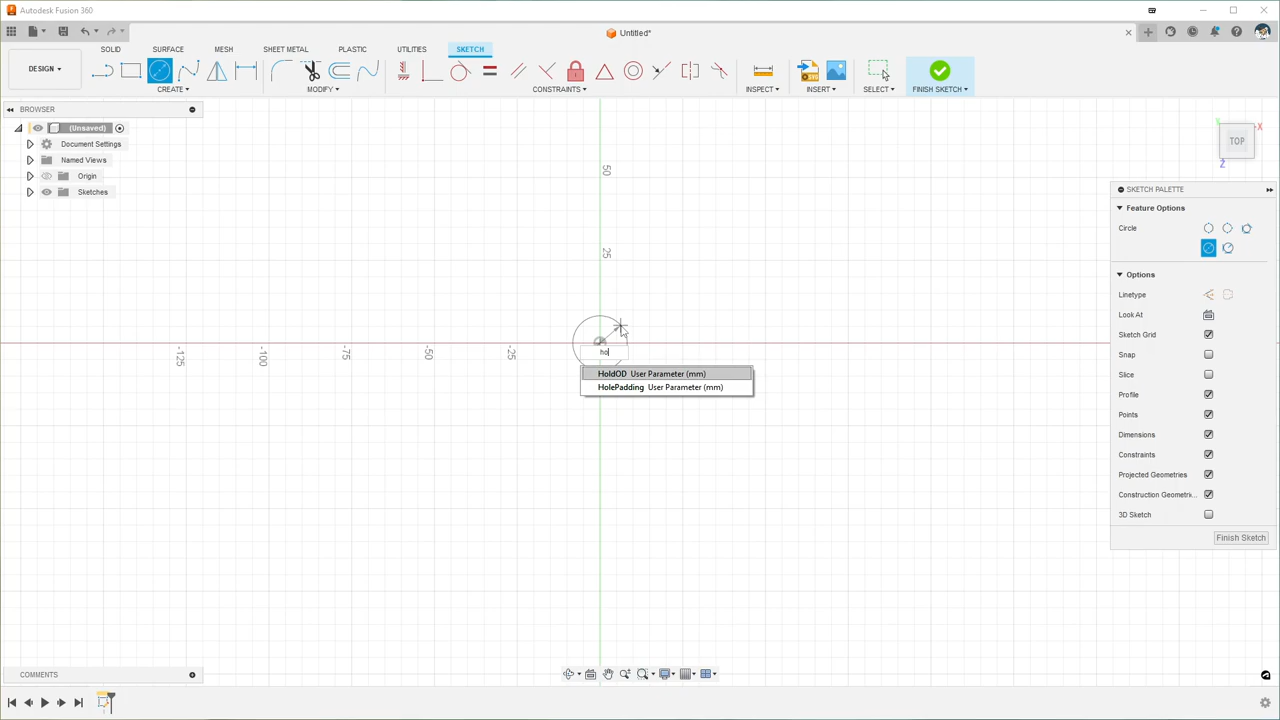 Autodesk Fusion 360
Untitled*
SOLID SURFACE MESH SHEET METAL PLASTIC UTILITIES SKETCH
DESIGN ▾
CREATE ▾ MODIFY ▾ CONSTRAINTS ▾ INSPECT ▾ INSERT ▾ SELECT ▾ FINISH SKETCH ▾
BROWSER
(Unsaved)
Document Settings
Named Views
Origin
Sketches
50
25
-125
-100
-75
-50
-25
ho
HoldOD User Parameter (mm)
HolePadding User Parameter (mm)
TOP
X
Y
Z
SKETCH PALETTE
Feature Options
Circle
Options
Linetype
Look At
Sketch Grid
Snap
Slice
Profile
Points
Dimensions
Constraints
Projected Geometries
Construction Geometri...
3D Sketch
Finish Sketch
COMMENTS